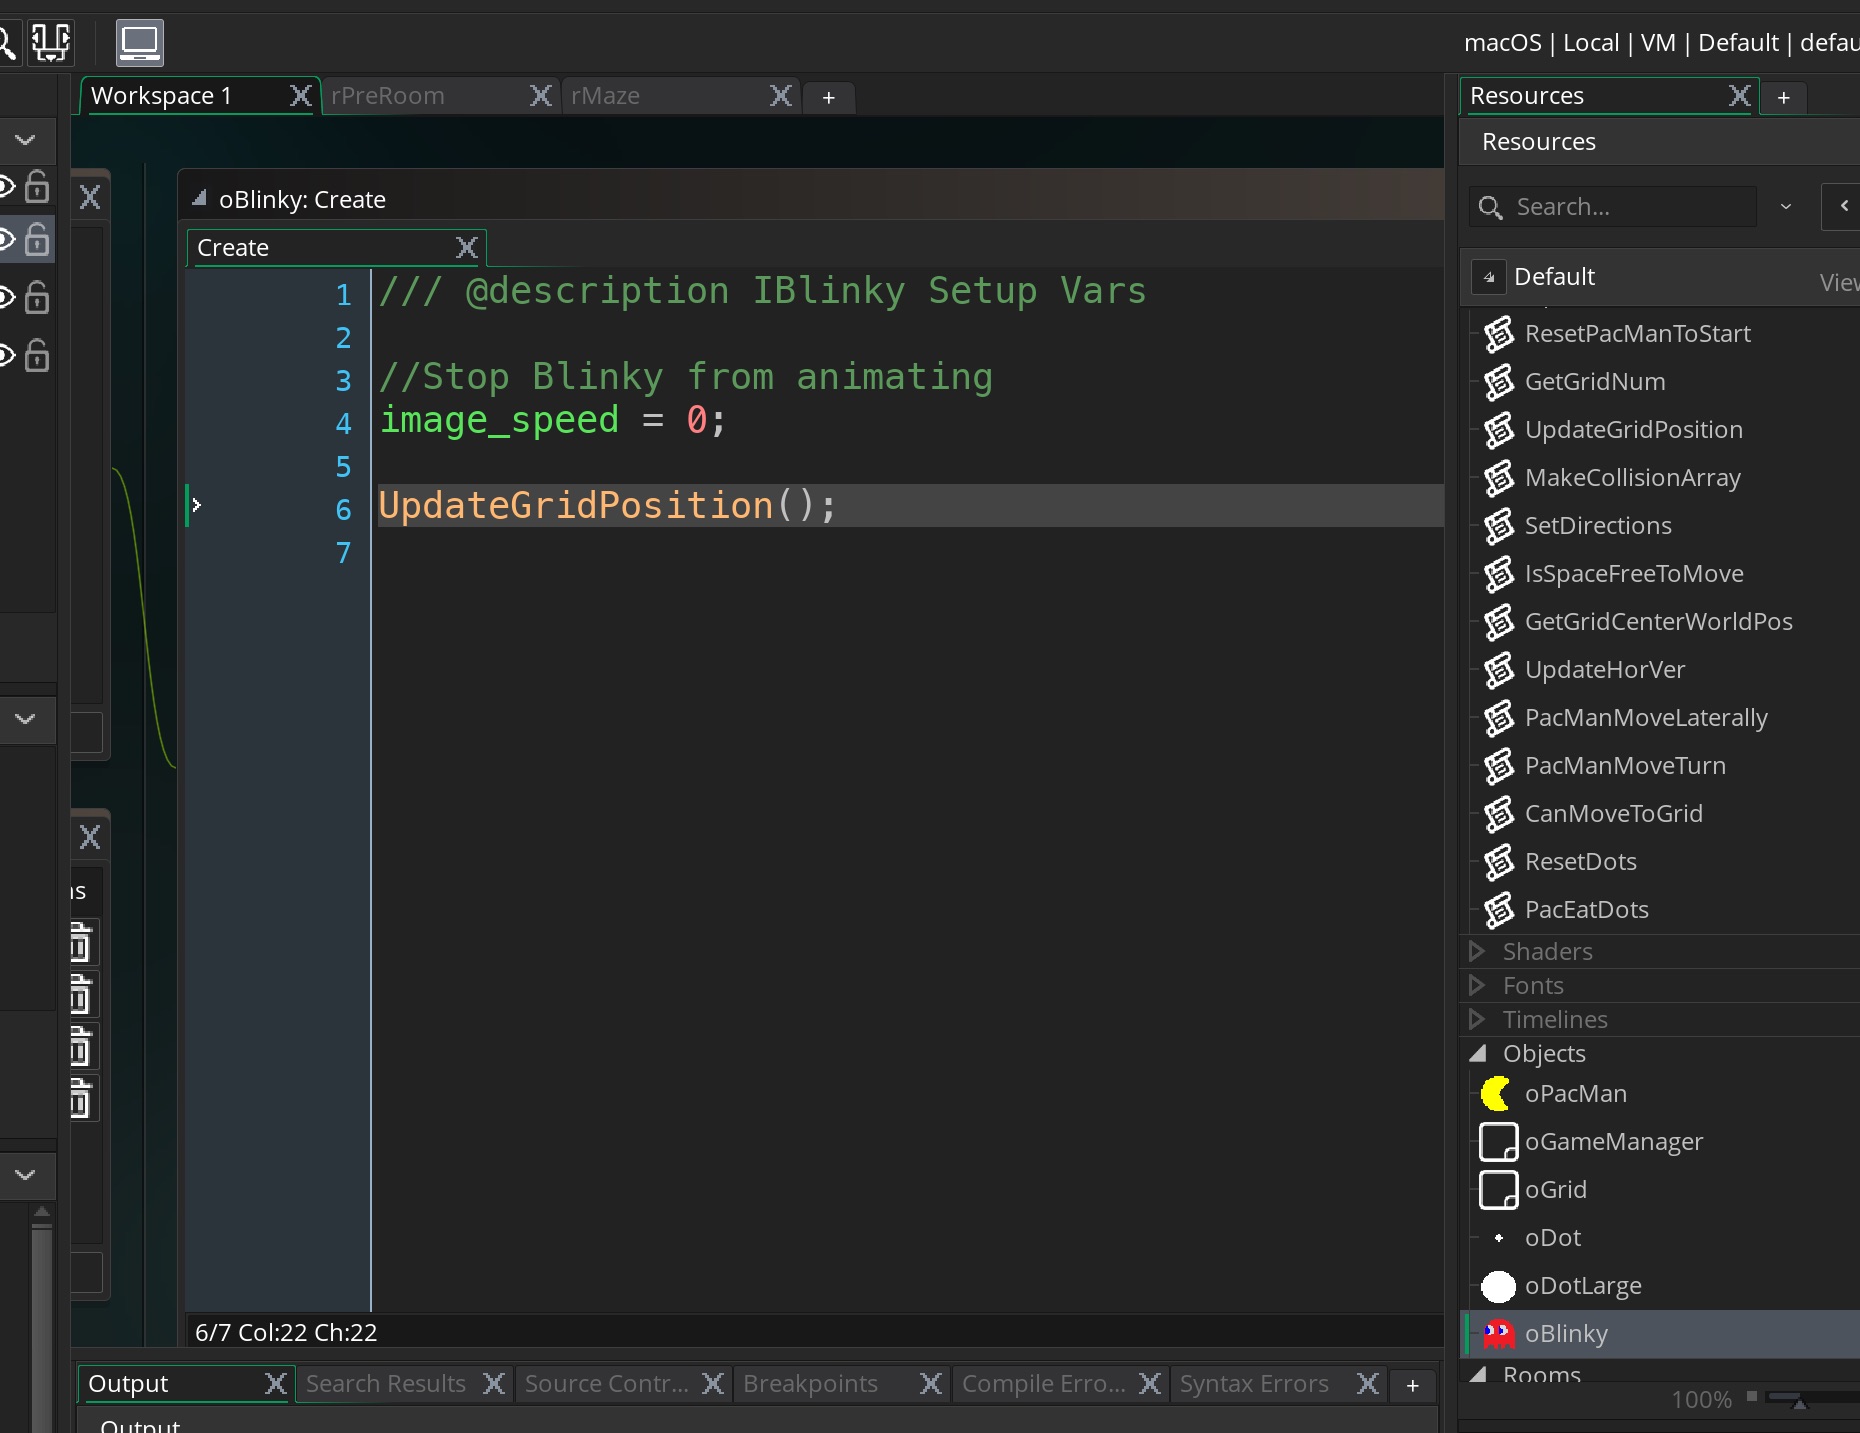 macOS | Local | VM | Default |
Workspace 1
rPreRoom
rMaze
+
Resources
+
Resources
Search...
Default
oBlinky: Create
Create
1 /// @description IBlinky Setup Vars
2
3 //Stop Blinky from animating
4 image_speed = 0;
5
6 UpdateGridPosition();
7
6/7 Col:22 Ch:22
ResetPacManToStart
GetGridNum
UpdateGridPosition
MakeCollisionArray
SetDirections
IsSpaceFreeToMove
GetGridCenterWorldPos
UpdateHorVer
PacManMoveLaterally
PacManMoveTurn
CanMoveToGrid
ResetDots
PacEatDots
Shaders
Fonts
Timelines
Objects
oPacMan
oGameManager
oGrid
oDot
oDotLarge
oBlinky
Rooms
100%
Output
Search Results
Source Contr...
Breakpoints
Compile Erro...
Syntax Errors
+
Output